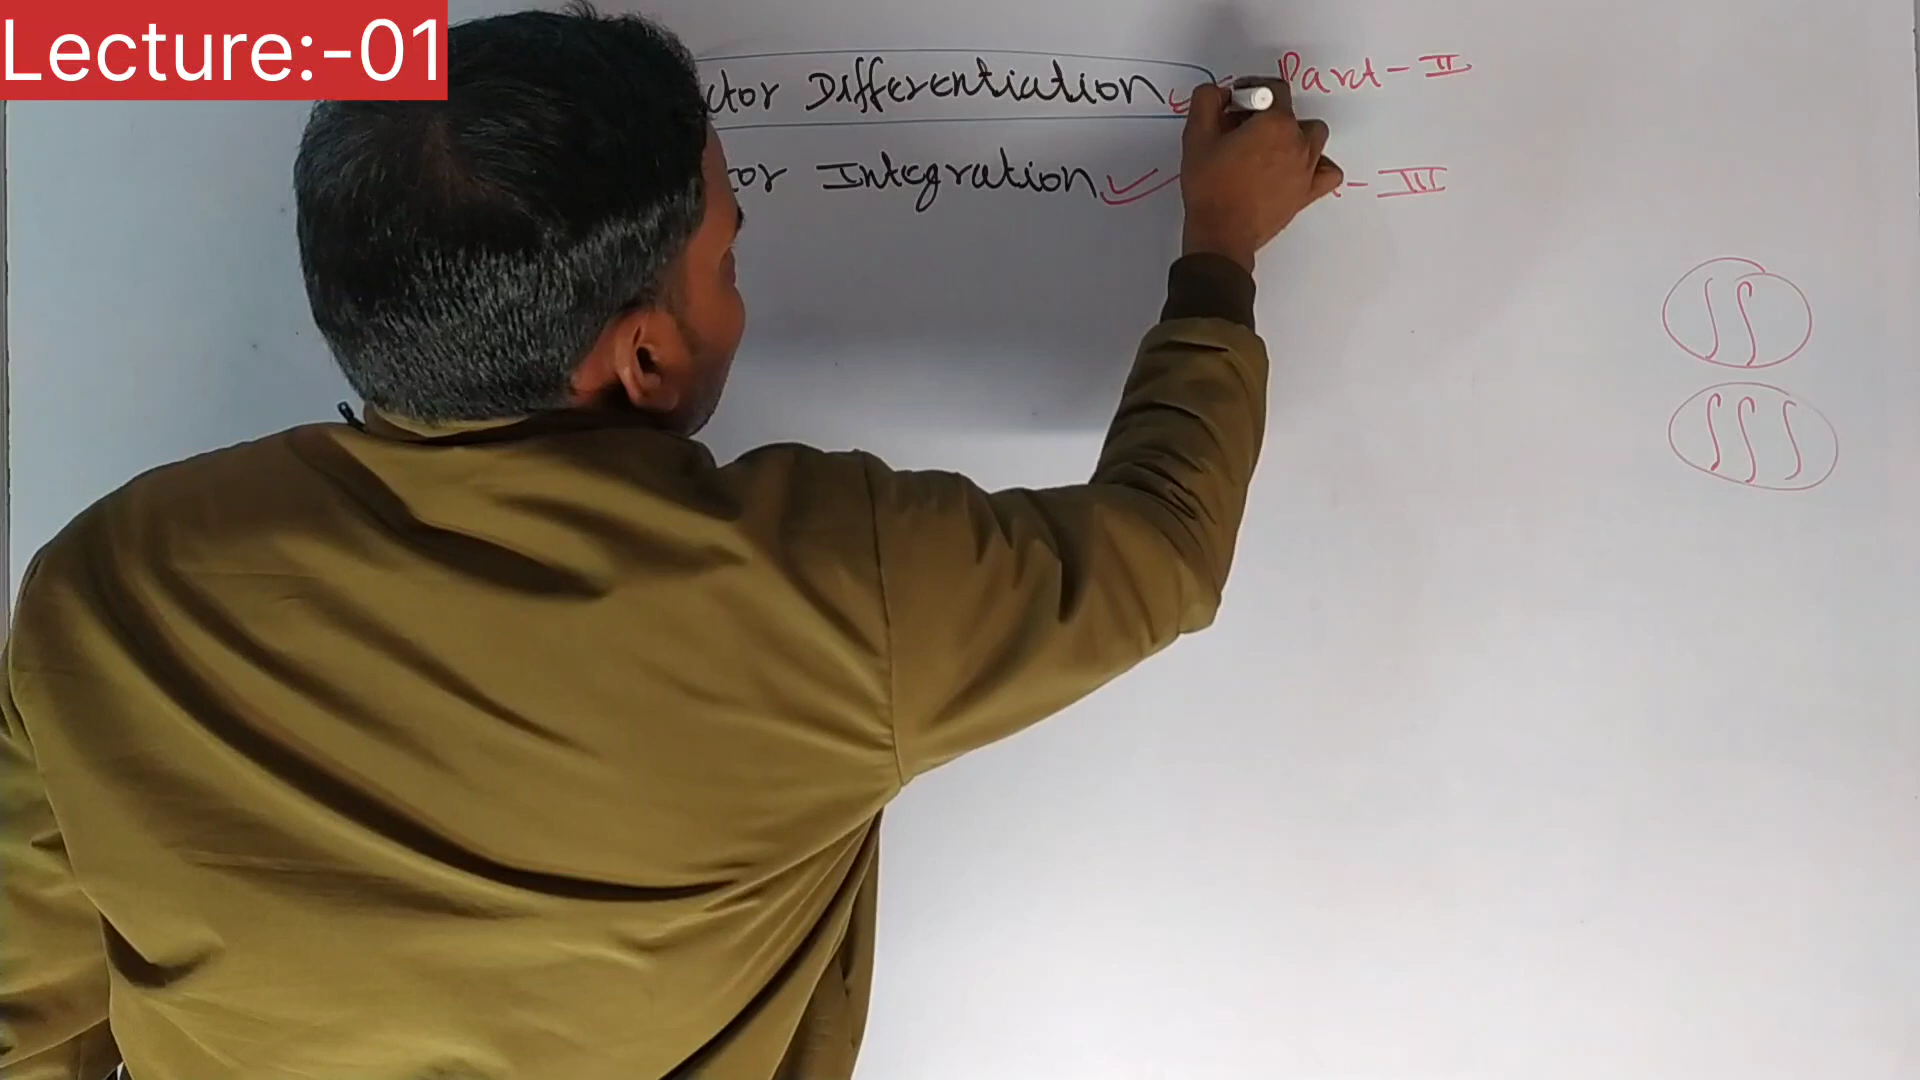 Lecture:-01
ctor Differentiation ✓ Part-II
tor Integration ✓ -III
∫∫
∫∫∫